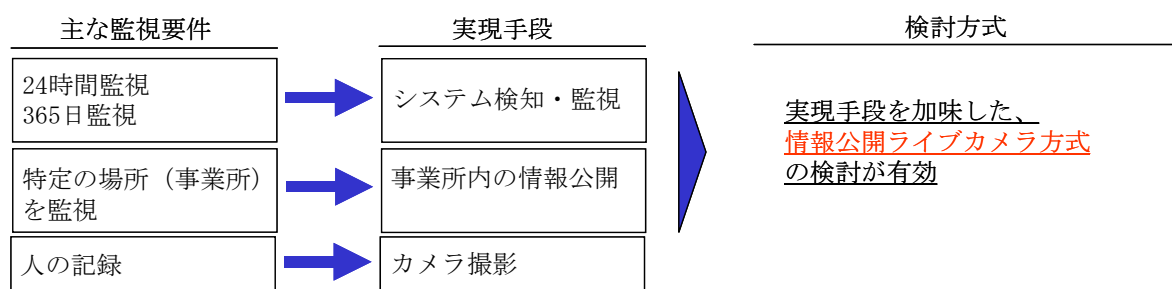 主な監視要件
実現手段
検討方式
24時間監視
365日監視
システム検知・監視
特定の場所（事業所）
を監視
事業所内の情報公開
人の記録
カメラ撮影
実現手段を加味した、
情報公開ライブカメラ方式
の検討が有効